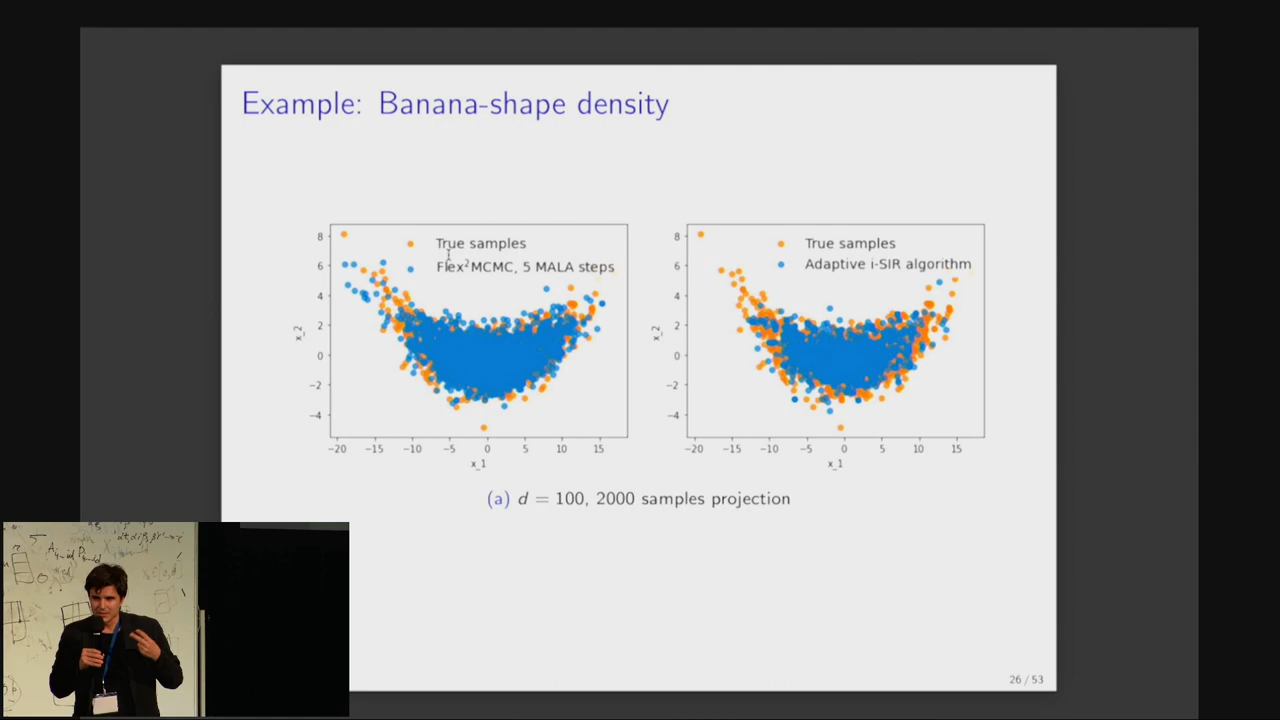 Example: Banana-shape density
True samples
Flex²MCMC, 5 MALA steps
8
6
4
2
0
−2
−4
x_2
−20 −15 −10 −5 0 5 10 15
x_1
True samples
Adaptive i-SIR algorithm
8
6
4
2
0
−2
−4
x_2
−20 −15 −10 −5 0 5 10 15
x_1
(a) d = 100, 2000 samples projection
26 / 53